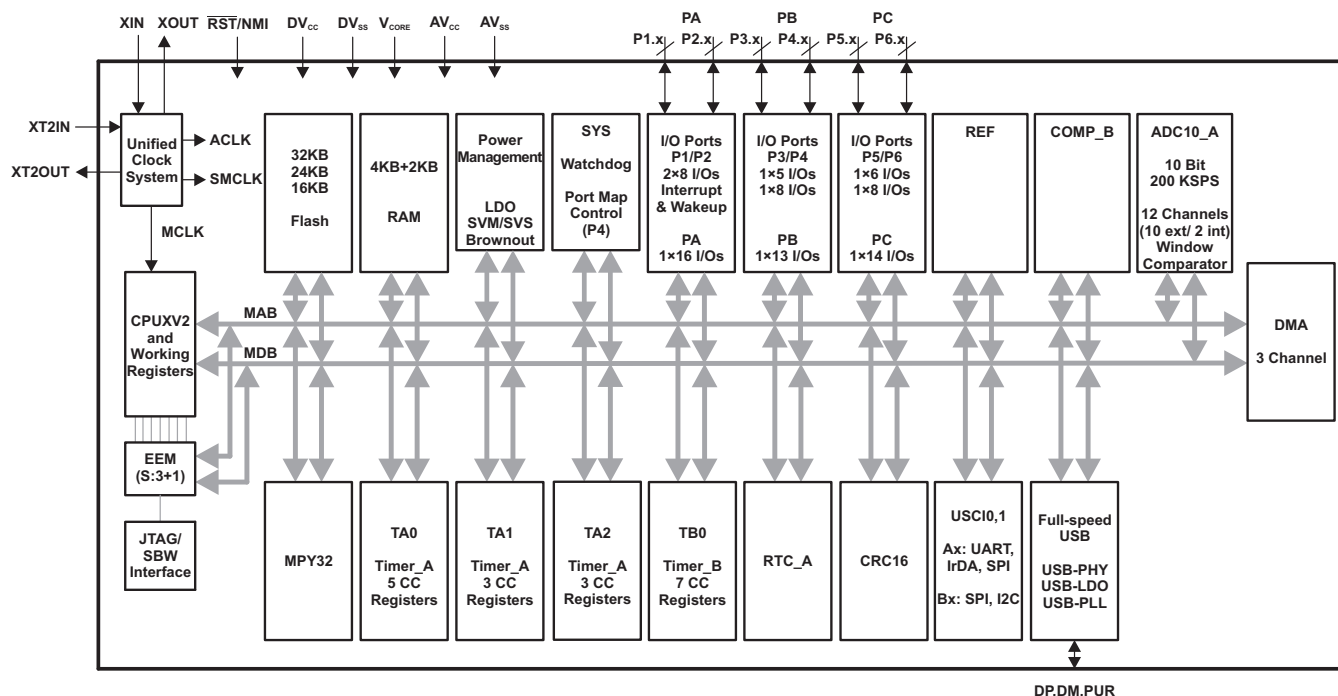 XIN XOUT RST/NMI DVCC DVSS VCORE AVCC AVSS
PA PB PC
P1.x P2.x P3.x P4.x P5.x P6.x
XT2IN
XT2OUT
Unified
Clock
System
ACLK
SMCLK
MCLK
32KB
24KB
16KB
Flash
4KB+2KB
RAM
Power
Management
LDO
SVM/SVS
Brownout
SYS
Watchdog
Port Map
Control
(P4)
I/O Ports
P1/P2
2×8 I/Os
Interrupt
& Wakeup
PA
1×16 I/Os
I/O Ports
P3/P4
1×5 I/Os
1×8 I/Os
PB
1×13 I/Os
I/O Ports
P5/P6
1×6 I/Os
1×8 I/Os
PC
1×14 I/Os
REF
COMP_B
ADC10_A
10 Bit
200 KSPS
12 Channels
(10 ext/ 2 int)
Window
Comparator
CPUXV2
and
Working
Registers
MAB
MDB
DMA
3 Channel
EEM
(S:3+1)
JTAG/
SBW
Interface
MPY32
TA0
Timer_A
5 CC
Registers
TA1
Timer_A
3 CC
Registers
TA2
Timer_A
3 CC
Registers
TB0
Timer_B
7 CC
Registers
RTC_A
CRC16
USCI0,1
Ax: UART,
IrDA, SPI
Bx: SPI, I2C
Full-speed
USB
USB-PHY
USB-LDO
USB-PLL
DP,DM,PUR